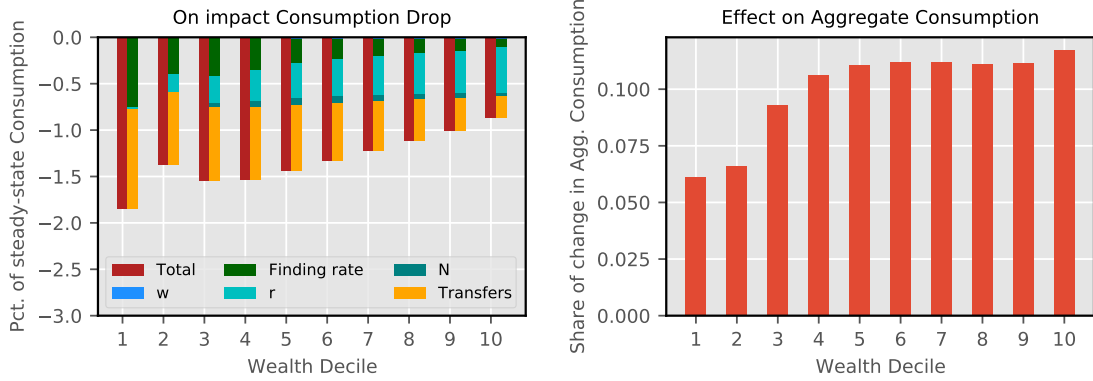 On impact Consumption Drop
Pct. of steady-state Consumption
0.0
−0.5
−1.0
−1.5
−2.0
−2.5
−3.0
Total
Finding rate
N
w
r
Transfers
1 2 3 4 5 6 7 8 9 10
Wealth Decile
Effect on Aggregate Consumption
Share of change in Agg. Consumption
0.100
0.075
0.050
0.025
0.000
1 2 3 4 5 6 7 8 9 10
Wealth Decile